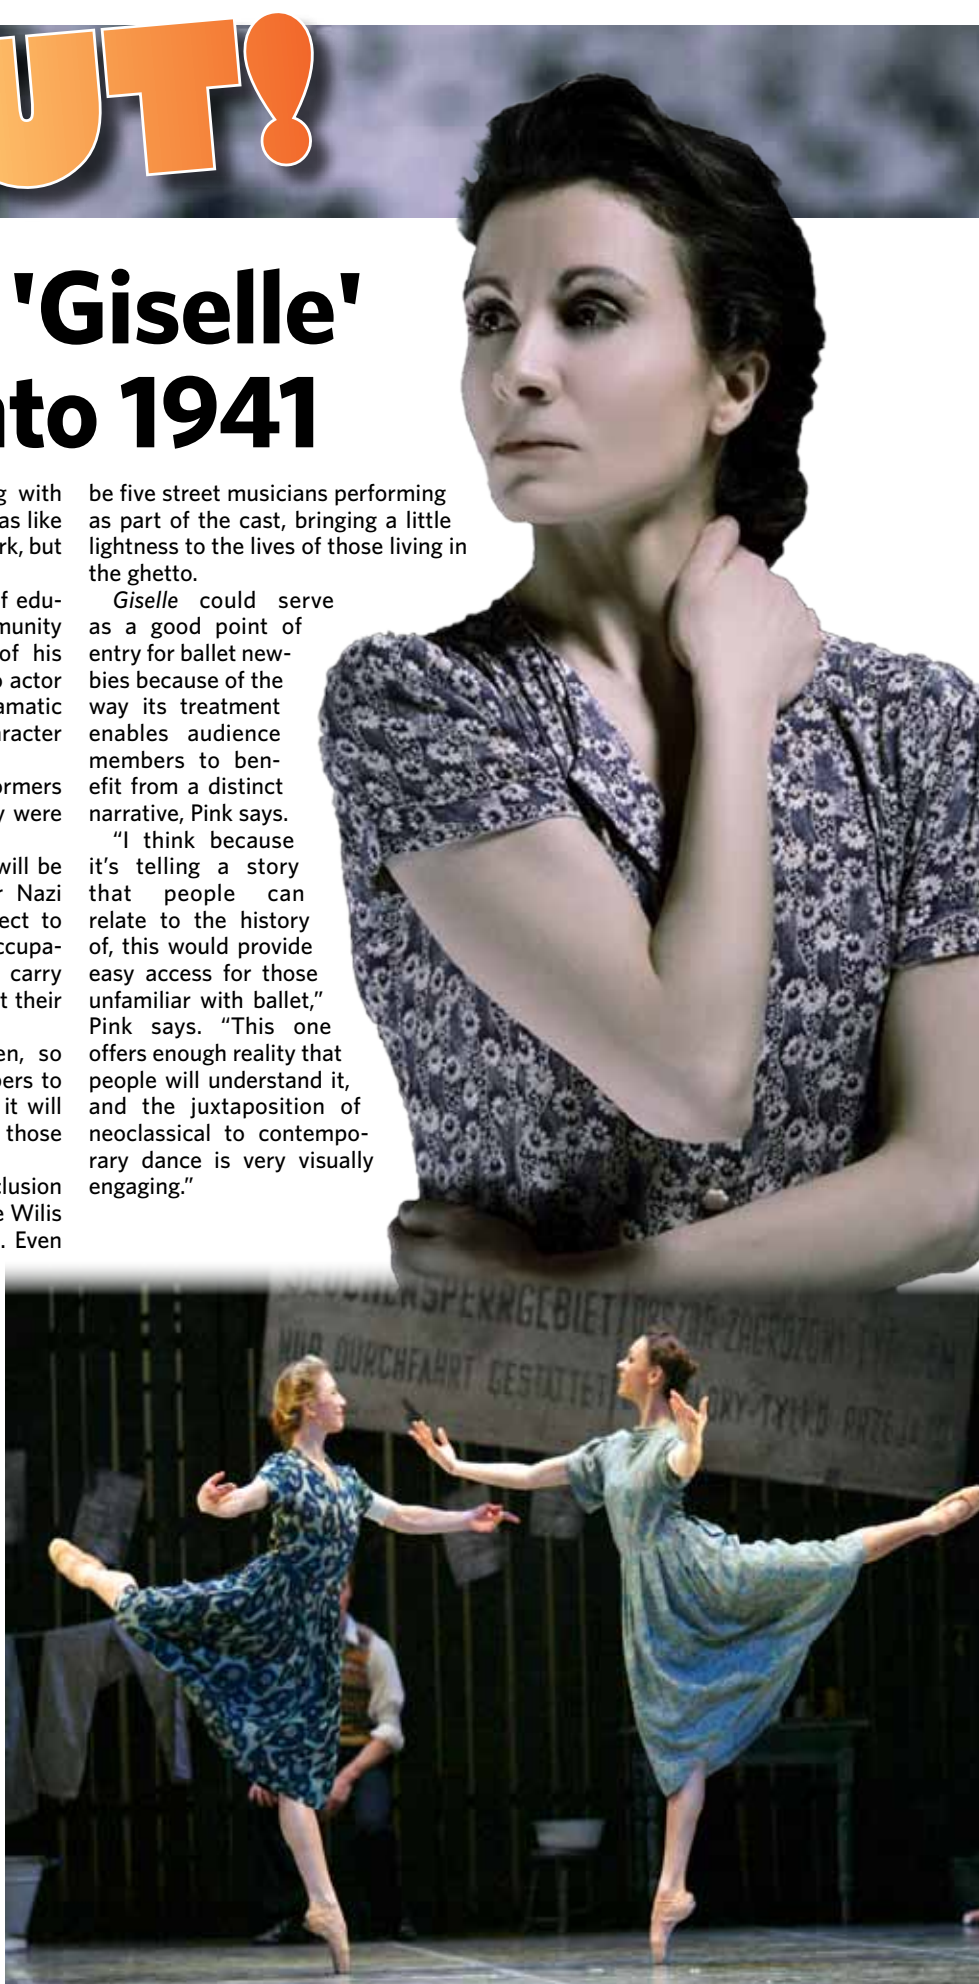 UT!
'Giselle'
to 1941
g with
as like
rk, but
f edu-
munity
of his
actor
amatic
aracter
ormers
y were
will be
r Nazi
ect to
ccupa-
carry
t their
en, so
bers to
it will
those
clusion
e Wilis
. Even
be five street musicians performing
as part of the cast, bringing a little
lightness to the lives of those living in
the ghetto.
Giselle could serve
as a good point of
entry for ballet new-
bies because of the
way its treatment
enables audience
members to ben-
efit from a distinct
narrative, Pink says.
“I think because
it’s telling a story
that people can
relate to the history
of, this would provide
easy access for those
unfamiliar with ballet,”
Pink says. “This one
offers enough reality that
people will understand it,
and the juxtaposition of
neoclassical to contempo-
rary dance is very visually
engaging.”
NUR DURCHFAHRT GESTATTET